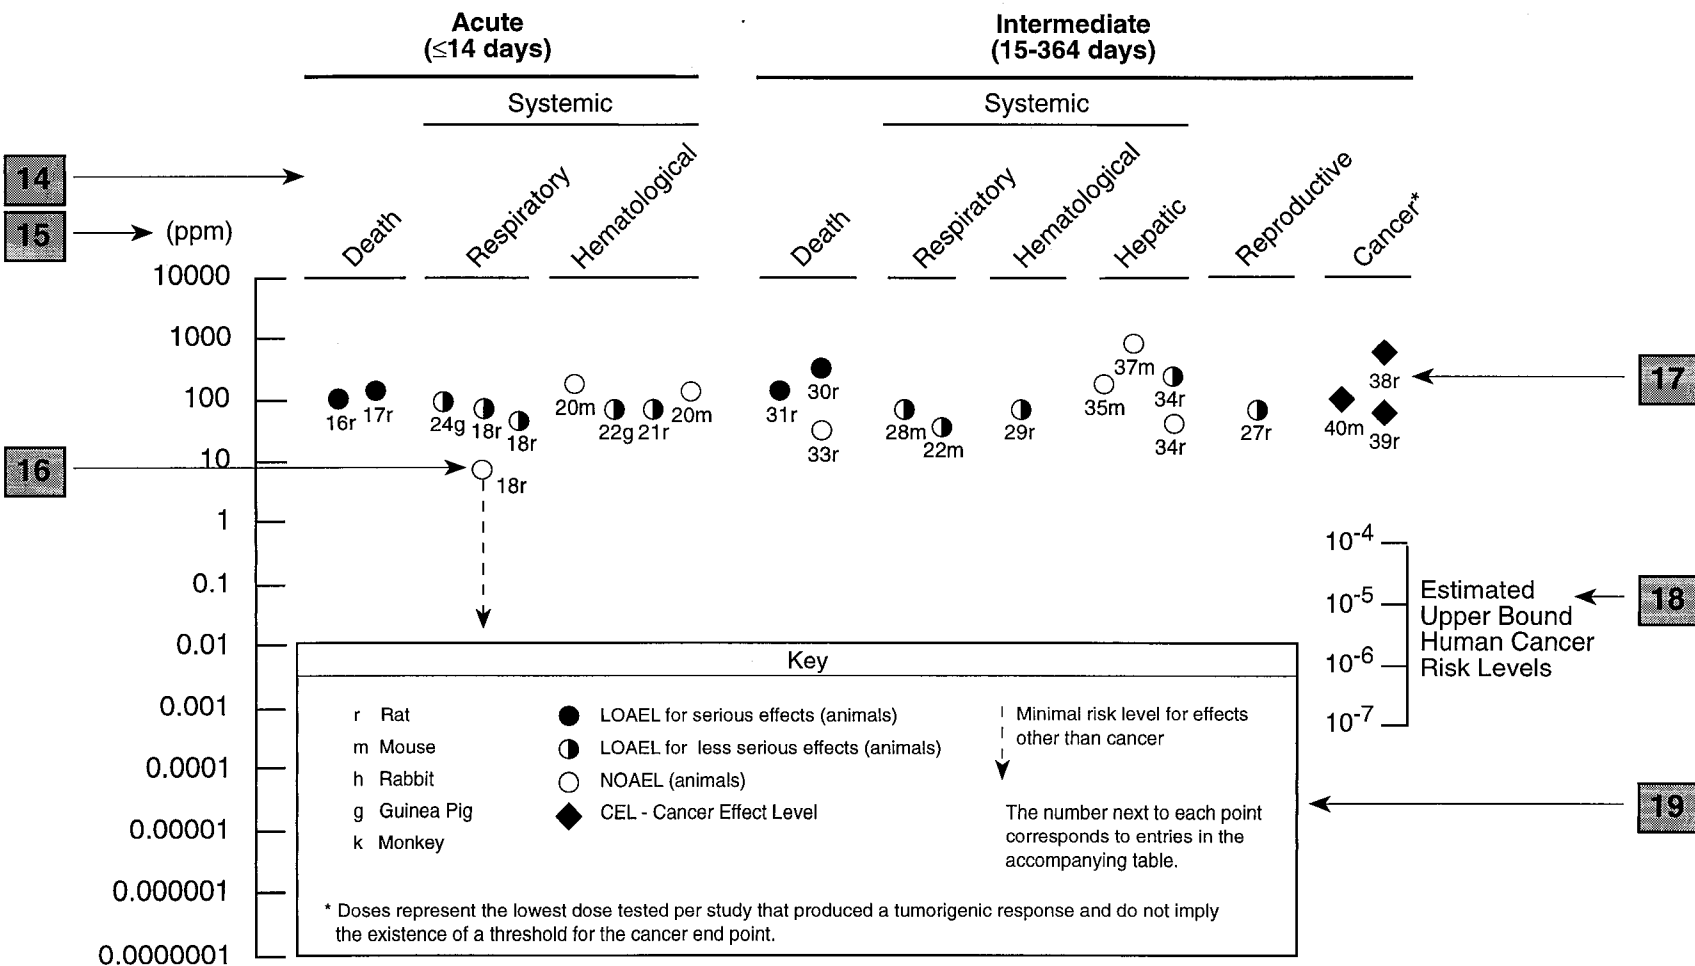 Acute
(≤14 days)
Intermediate
(15-364 days)
Systemic
Systemic
14
15
(ppm)
Death
Respiratory
Hematological
Death
Respiratory
Hematological
Hepatic
Reproductive
Cancer*
10000
1000
100
10
1
0.1
0.01
0.001
0.0001
0.00001
0.000001
0.0000001
16r
17r
24g
18r
18r
20m
22g
21r
20m
31r
30r
33r
28m
22m
29r
35m
37m
34r
34r
27r
40m
38r
39r
17
16
18r
10-4
10-5
10-6
10-7
Estimated
Upper Bound
Human Cancer
Risk Levels
18
Key
r Rat
m Mouse
h Rabbit
g Guinea Pig
k Monkey
LOAEL for serious effects (animals)
LOAEL for less serious effects (animals)
NOAEL (animals)
CEL - Cancer Effect Level
Minimal risk level for effects
other than cancer
The number next to each point
corresponds to entries in the
accompanying table.
19
* Doses represent the lowest dose tested per study that produced a tumorigenic response and do not imply
the existence of a threshold for the cancer end point.